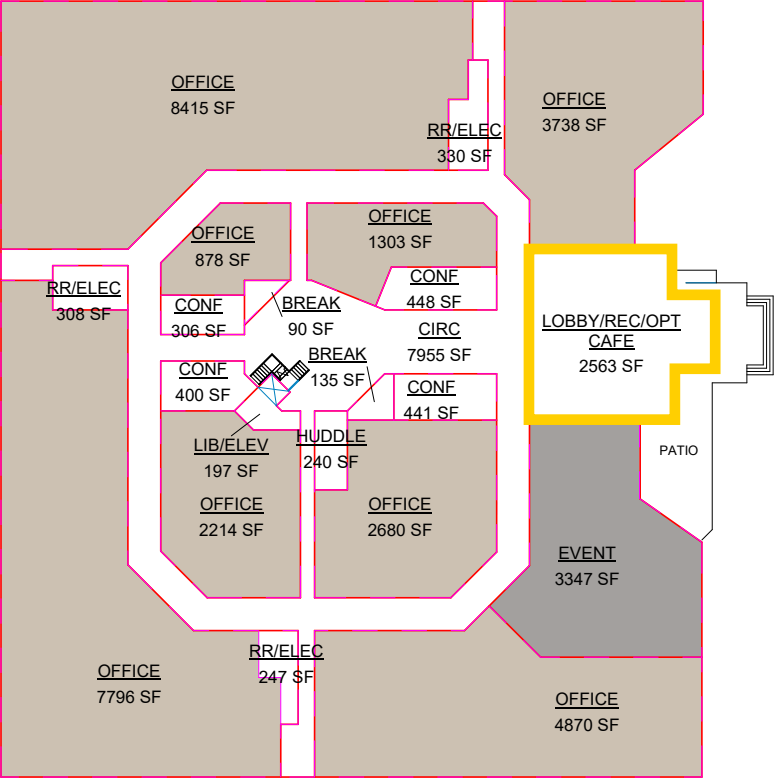 OFFICE
8415 SF
OFFICE
3738 SF
RR/ELEC
330 SF
OFFICE
878 SF
OFFICE
1303 SF
RR/ELEC
308 SF
CONF
306 SF
BREAK
90 SF
CONF
448 SF
CIRC
7955 SF
LOBBY/REC/OPT
CAFE
2563 SF
CONF
400 SF
BREAK
135 SF
CONF
441 SF
LIB/ELEV
197 SF
HUDDLE
240 SF
PATIO
OFFICE
2214 SF
OFFICE
2680 SF
EVENT
3347 SF
RR/ELEC
247 SF
OFFICE
7796 SF
OFFICE
4870 SF